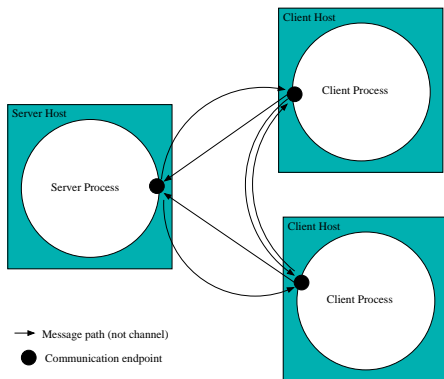 Client Host
Client Process
Server Host
Server Process
Client Host
Client Process
Message path (not channel)
Communication endpoint